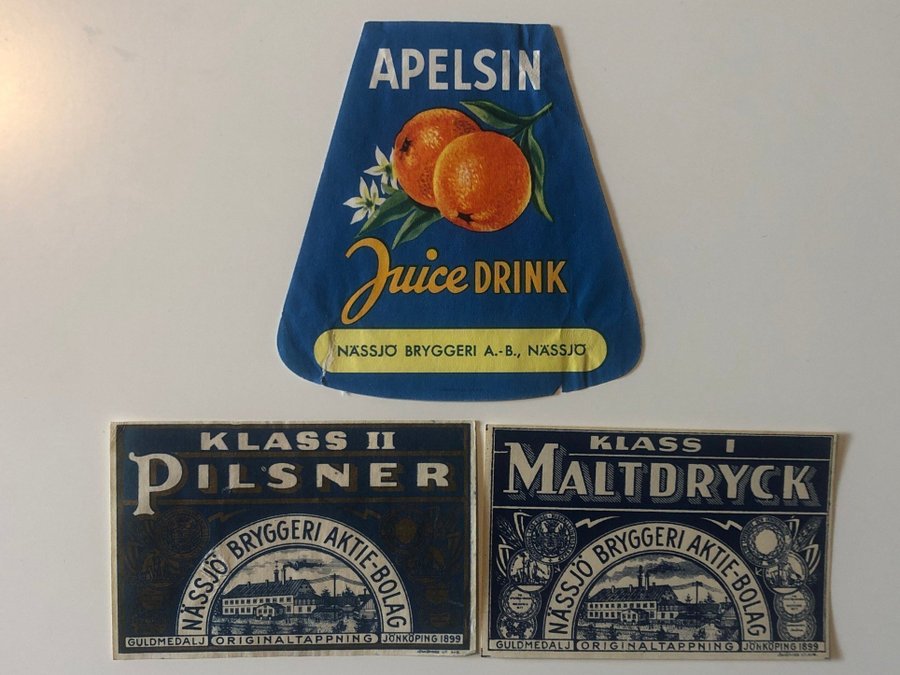 APELSIN
Juice DRINK
NÄSSJÖ BRYGGERI A.-B., NÄSSJÖ
KLASS II
PILSNER
NÄSSJÖ BRYGGERI AKTIE-BOLAG
GULDMEDALJ ORIGINALTAPPNING JÖNKÖPING 1899
KLASS I
MALTDRYCK
NÄSSJÖ BRYGGERI AKTIE-BOLAG
GULDMEDALJ ORIGINALTAPPNING JÖNKÖPING 1899